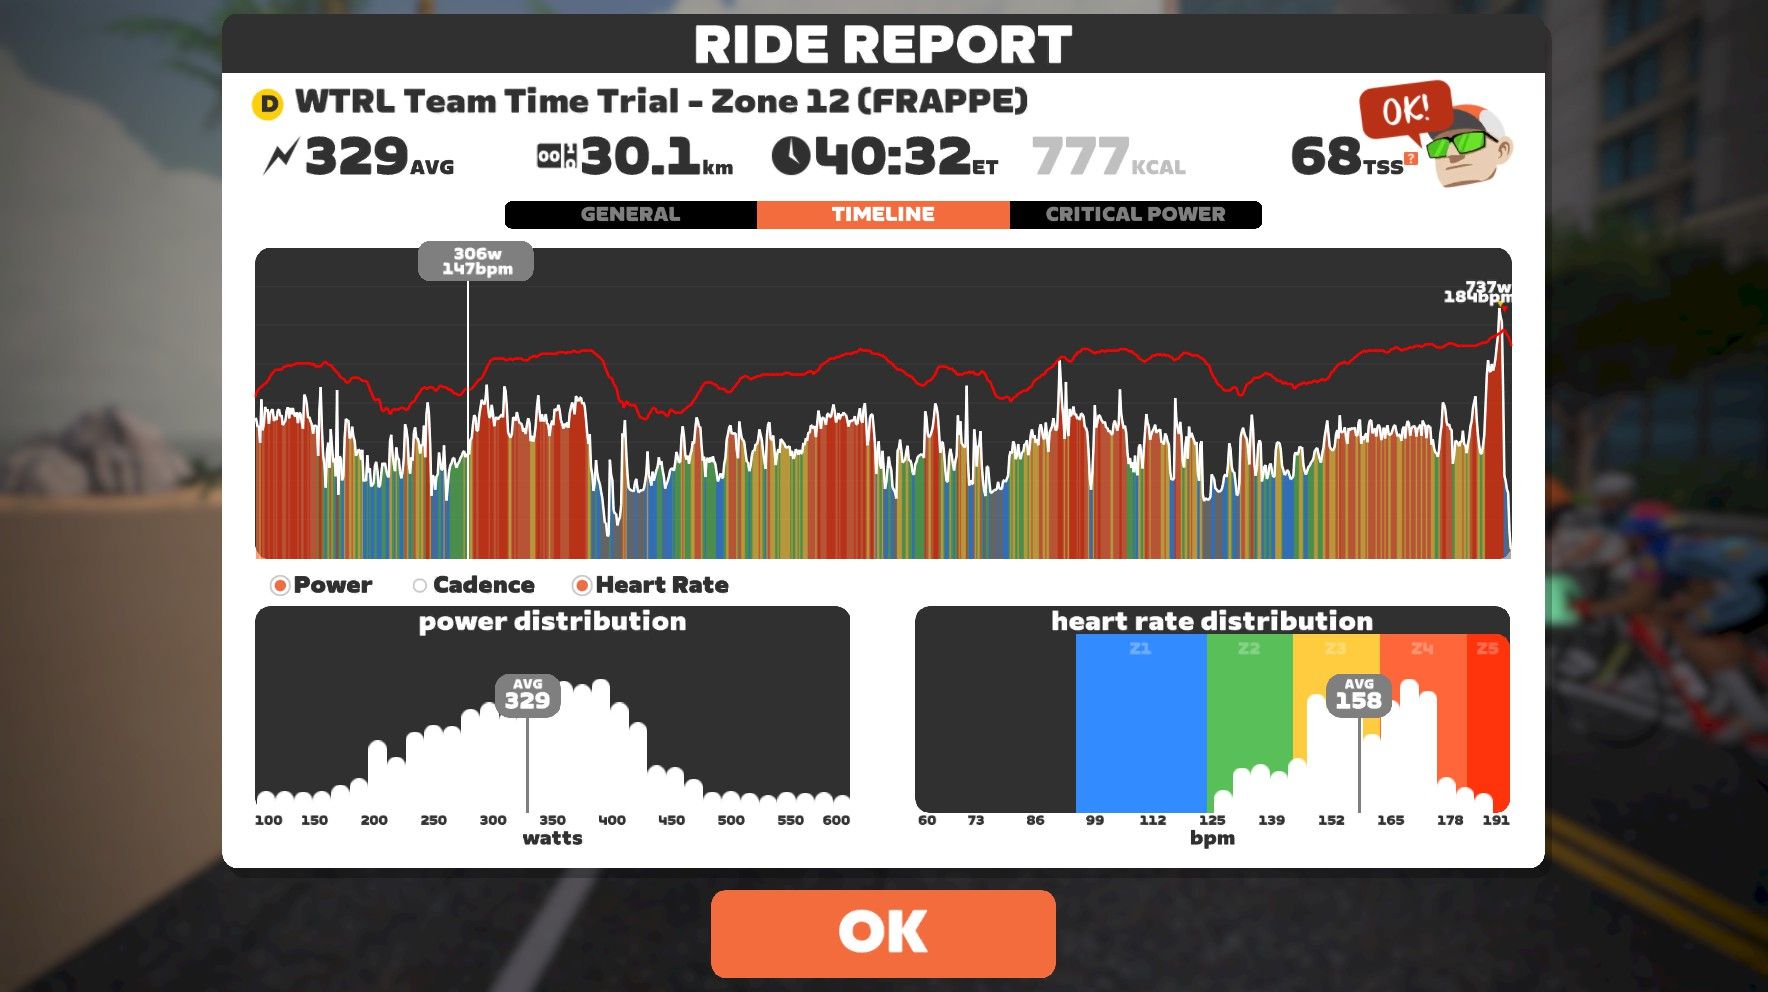 RIDE REPORT
D WTRL Team Time Trial - Zone 12 (FRAPPE)
OK!
329 AVG 30.1 km 40:32 ET 777 KCAL 68 TSS ?
GENERAL TIMELINE CRITICAL POWER
306w
147bpm
737w
184bpm
Power Cadence Heart Rate
power distribution
AVG
329
100 150 200 250 300 350 400 450 500 550 600
watts
heart rate distribution
Z1 Z2 Z3 Z4 Z5
AVG
158
60 73 86 99 112 125 139 152 165 178 191
bpm
OK